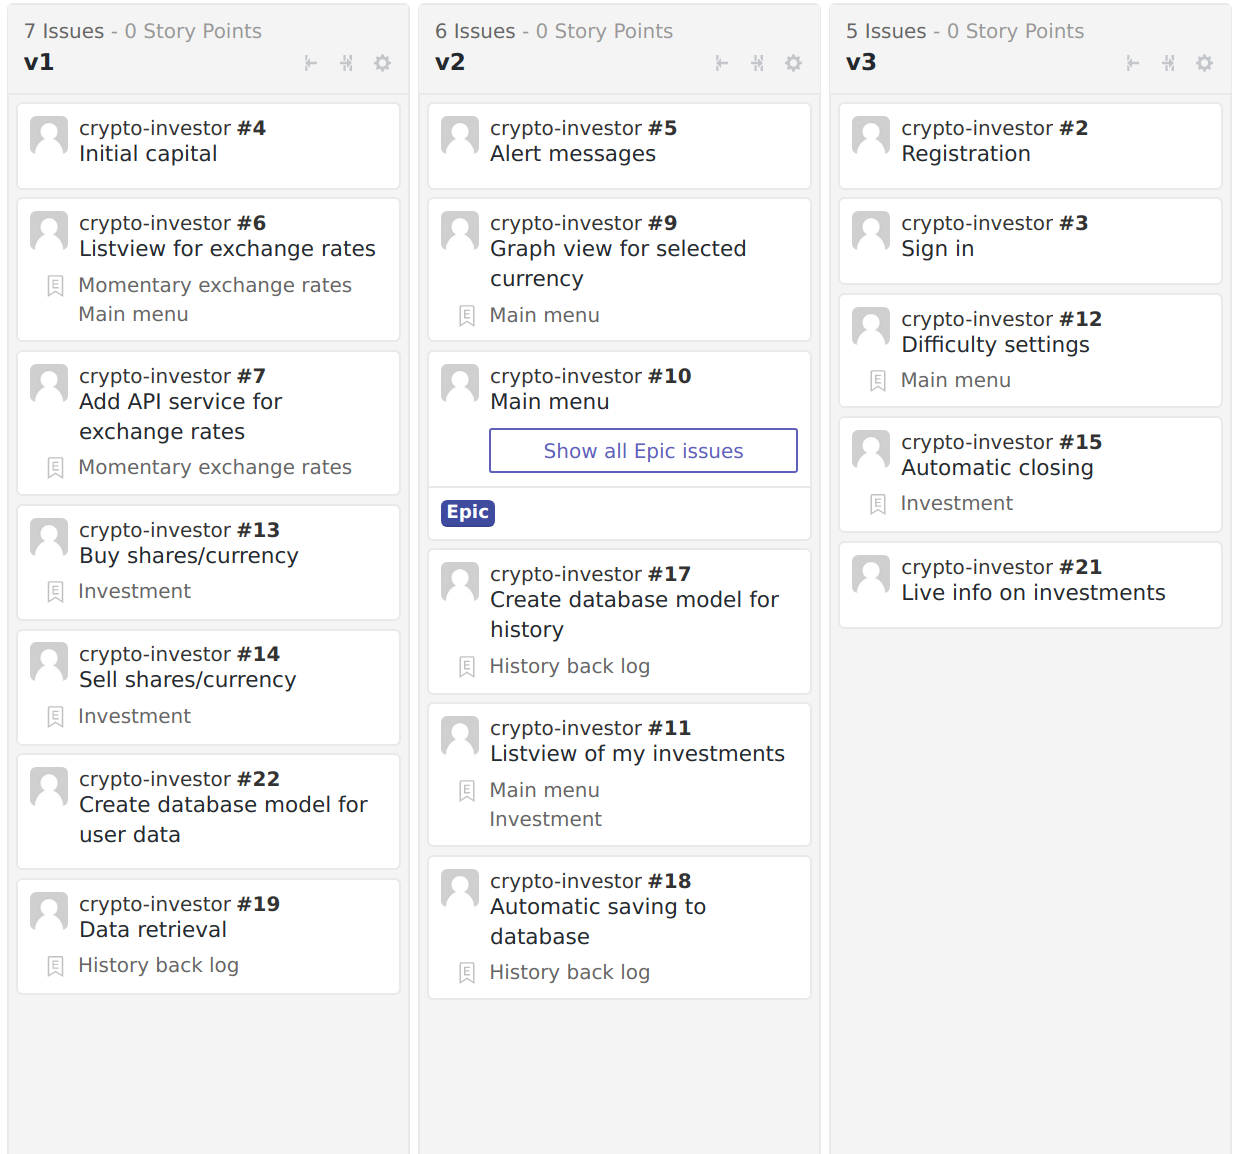 7 Issues - 0 Story Points
v1
crypto-investor #4
Initial capital
crypto-investor #6
Listview for exchange rates
E
Momentary exchange rates
Main menu
crypto-investor #7
Add API service for
exchange rates
E
Momentary exchange rates
crypto-investor #13
Buy shares/currency
E
Investment
crypto-investor #14
Sell shares/currency
E
Investment
crypto-investor #22
Create database model for
user data
crypto-investor #19
Data retrieval
E
History back log
6 Issues - 0 Story Points
v2
crypto-investor #5
Alert messages
crypto-investor #9
Graph view for selected
currency
E
Main menu
crypto-investor #10
Main menu
Show all Epic issues
Epic
crypto-investor #17
Create database model for
history
E
History back log
crypto-investor #11
Listview of my investments
E
Main menu
Investment
crypto-investor #18
Automatic saving to
database
E
History back log
5 Issues - 0 Story Points
v3
crypto-investor #2
Registration
crypto-investor #3
Sign in
crypto-investor #12
Difficulty settings
E
Main menu
crypto-investor #15
Automatic closing
E
Investment
crypto-investor #21
Live info on investments